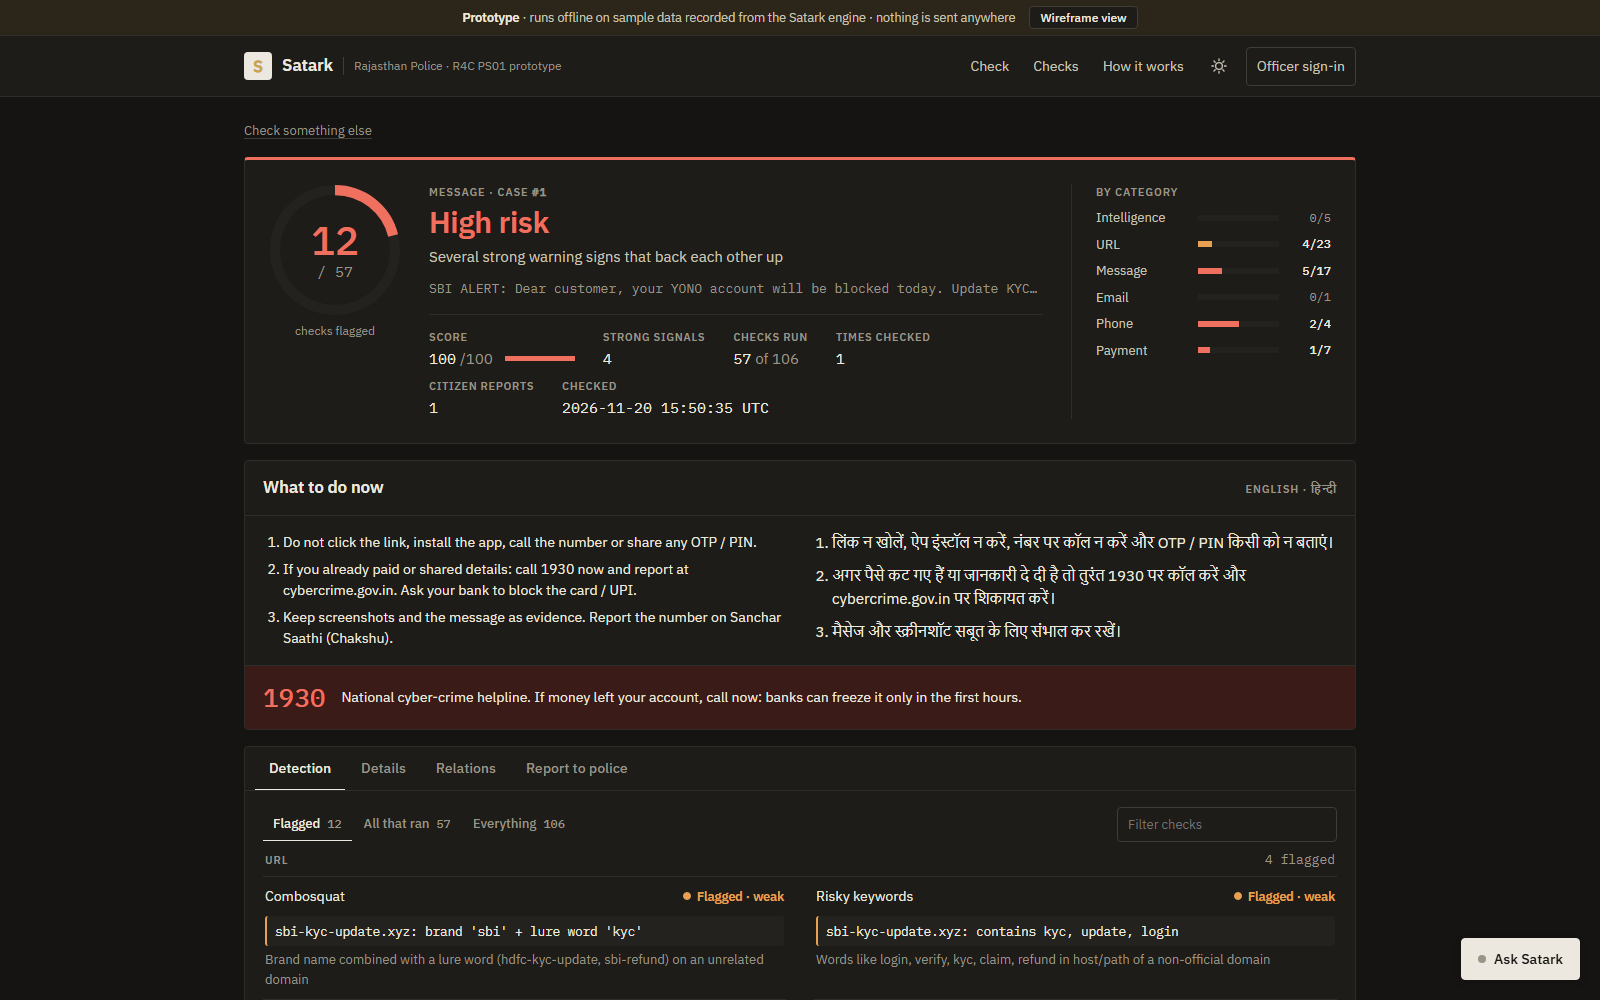 Prototype · runs offline on sample data recorded from the Satark engine · nothing is sent anywhere
Wireframe view
S
Satark
Rajasthan Police · R4C PS01 prototype
Check
Checks
How it works
Officer sign-in
Check something else
12
/ 57
checks flagged
MESSAGE · CASE #1
High risk
Several strong warning signs that back each other up
SBI ALERT: Dear customer, your YONO account will be blocked today. Update KYC…
SCORE
100 /100
STRONG SIGNALS
4
CHECKS RUN
57 of 106
TIMES CHECKED
1
CITIZEN REPORTS
1
CHECKED
2026-11-20 15:50:35 UTC
BY CATEGORY
Intelligence 0/5
URL 4/23
Message 5/17
Email 0/1
Phone 2/4
Payment 1/7
What to do now
ENGLISH · हिन्दी
1. Do not click the link, install the app, call the number or share any OTP / PIN.
2. If you already paid or shared details: call 1930 now and report at
cybercrime.gov.in. Ask your bank to block the card / UPI.
3. Keep screenshots and the message as evidence. Report the number on Sanchar
Saathi (Chakshu).
1. लिंक न खोलें, ऐप इंस्टॉल न करें, नंबर पर कॉल न करें और OTP / PIN किसी को न बताएं।
2. अगर पैसे कट गए हैं या जानकारी दे दी है तो तुरंत 1930 पर कॉल करें और
cybercrime.gov.in पर शिकायत करें।
3. मैसेज और स्क्रीनशॉट सबूत के लिए संभाल कर रखें।
1930
National cyber-crime helpline. If money left your account, call now: banks can freeze it only in the first hours.
Detection
Details
Relations
Report to police
Flagged 12
All that ran 57
Everything 106
Filter checks
URL
4 flagged
Combosquat
Flagged · weak
sbi-kyc-update.xyz: brand 'sbi' + lure word 'kyc'
Brand name combined with a lure word (hdfc-kyc-update, sbi-refund) on an unrelated
domain
Risky keywords
Flagged · weak
sbi-kyc-update.xyz: contains kyc, update, login
Words like login, verify, kyc, claim, refund in host/path of a non-official domain
Ask Satark